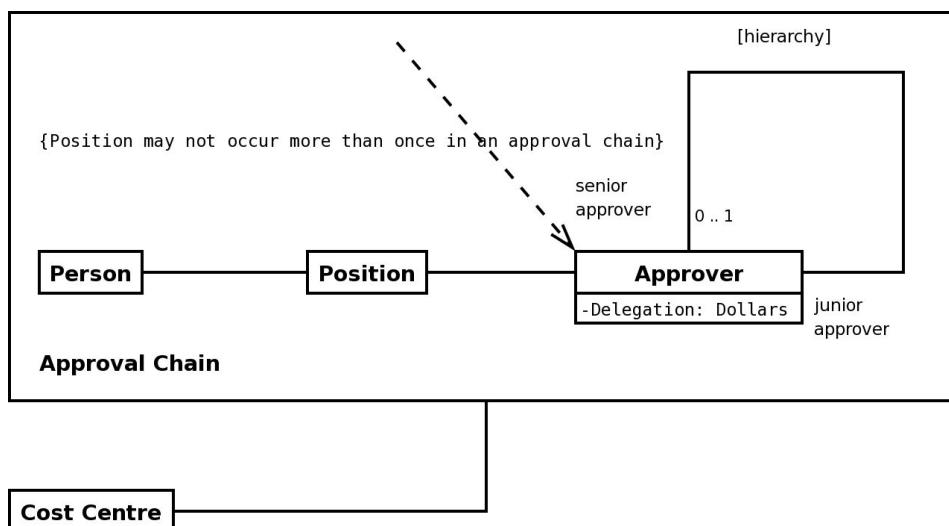 [hierarchy]
{Position may not occur more than once in an approval chain}
senior
approver
0 .. 1
Person
Position
Approver
-Delegation: Dollars
junior
approver
Approval Chain
Cost Centre